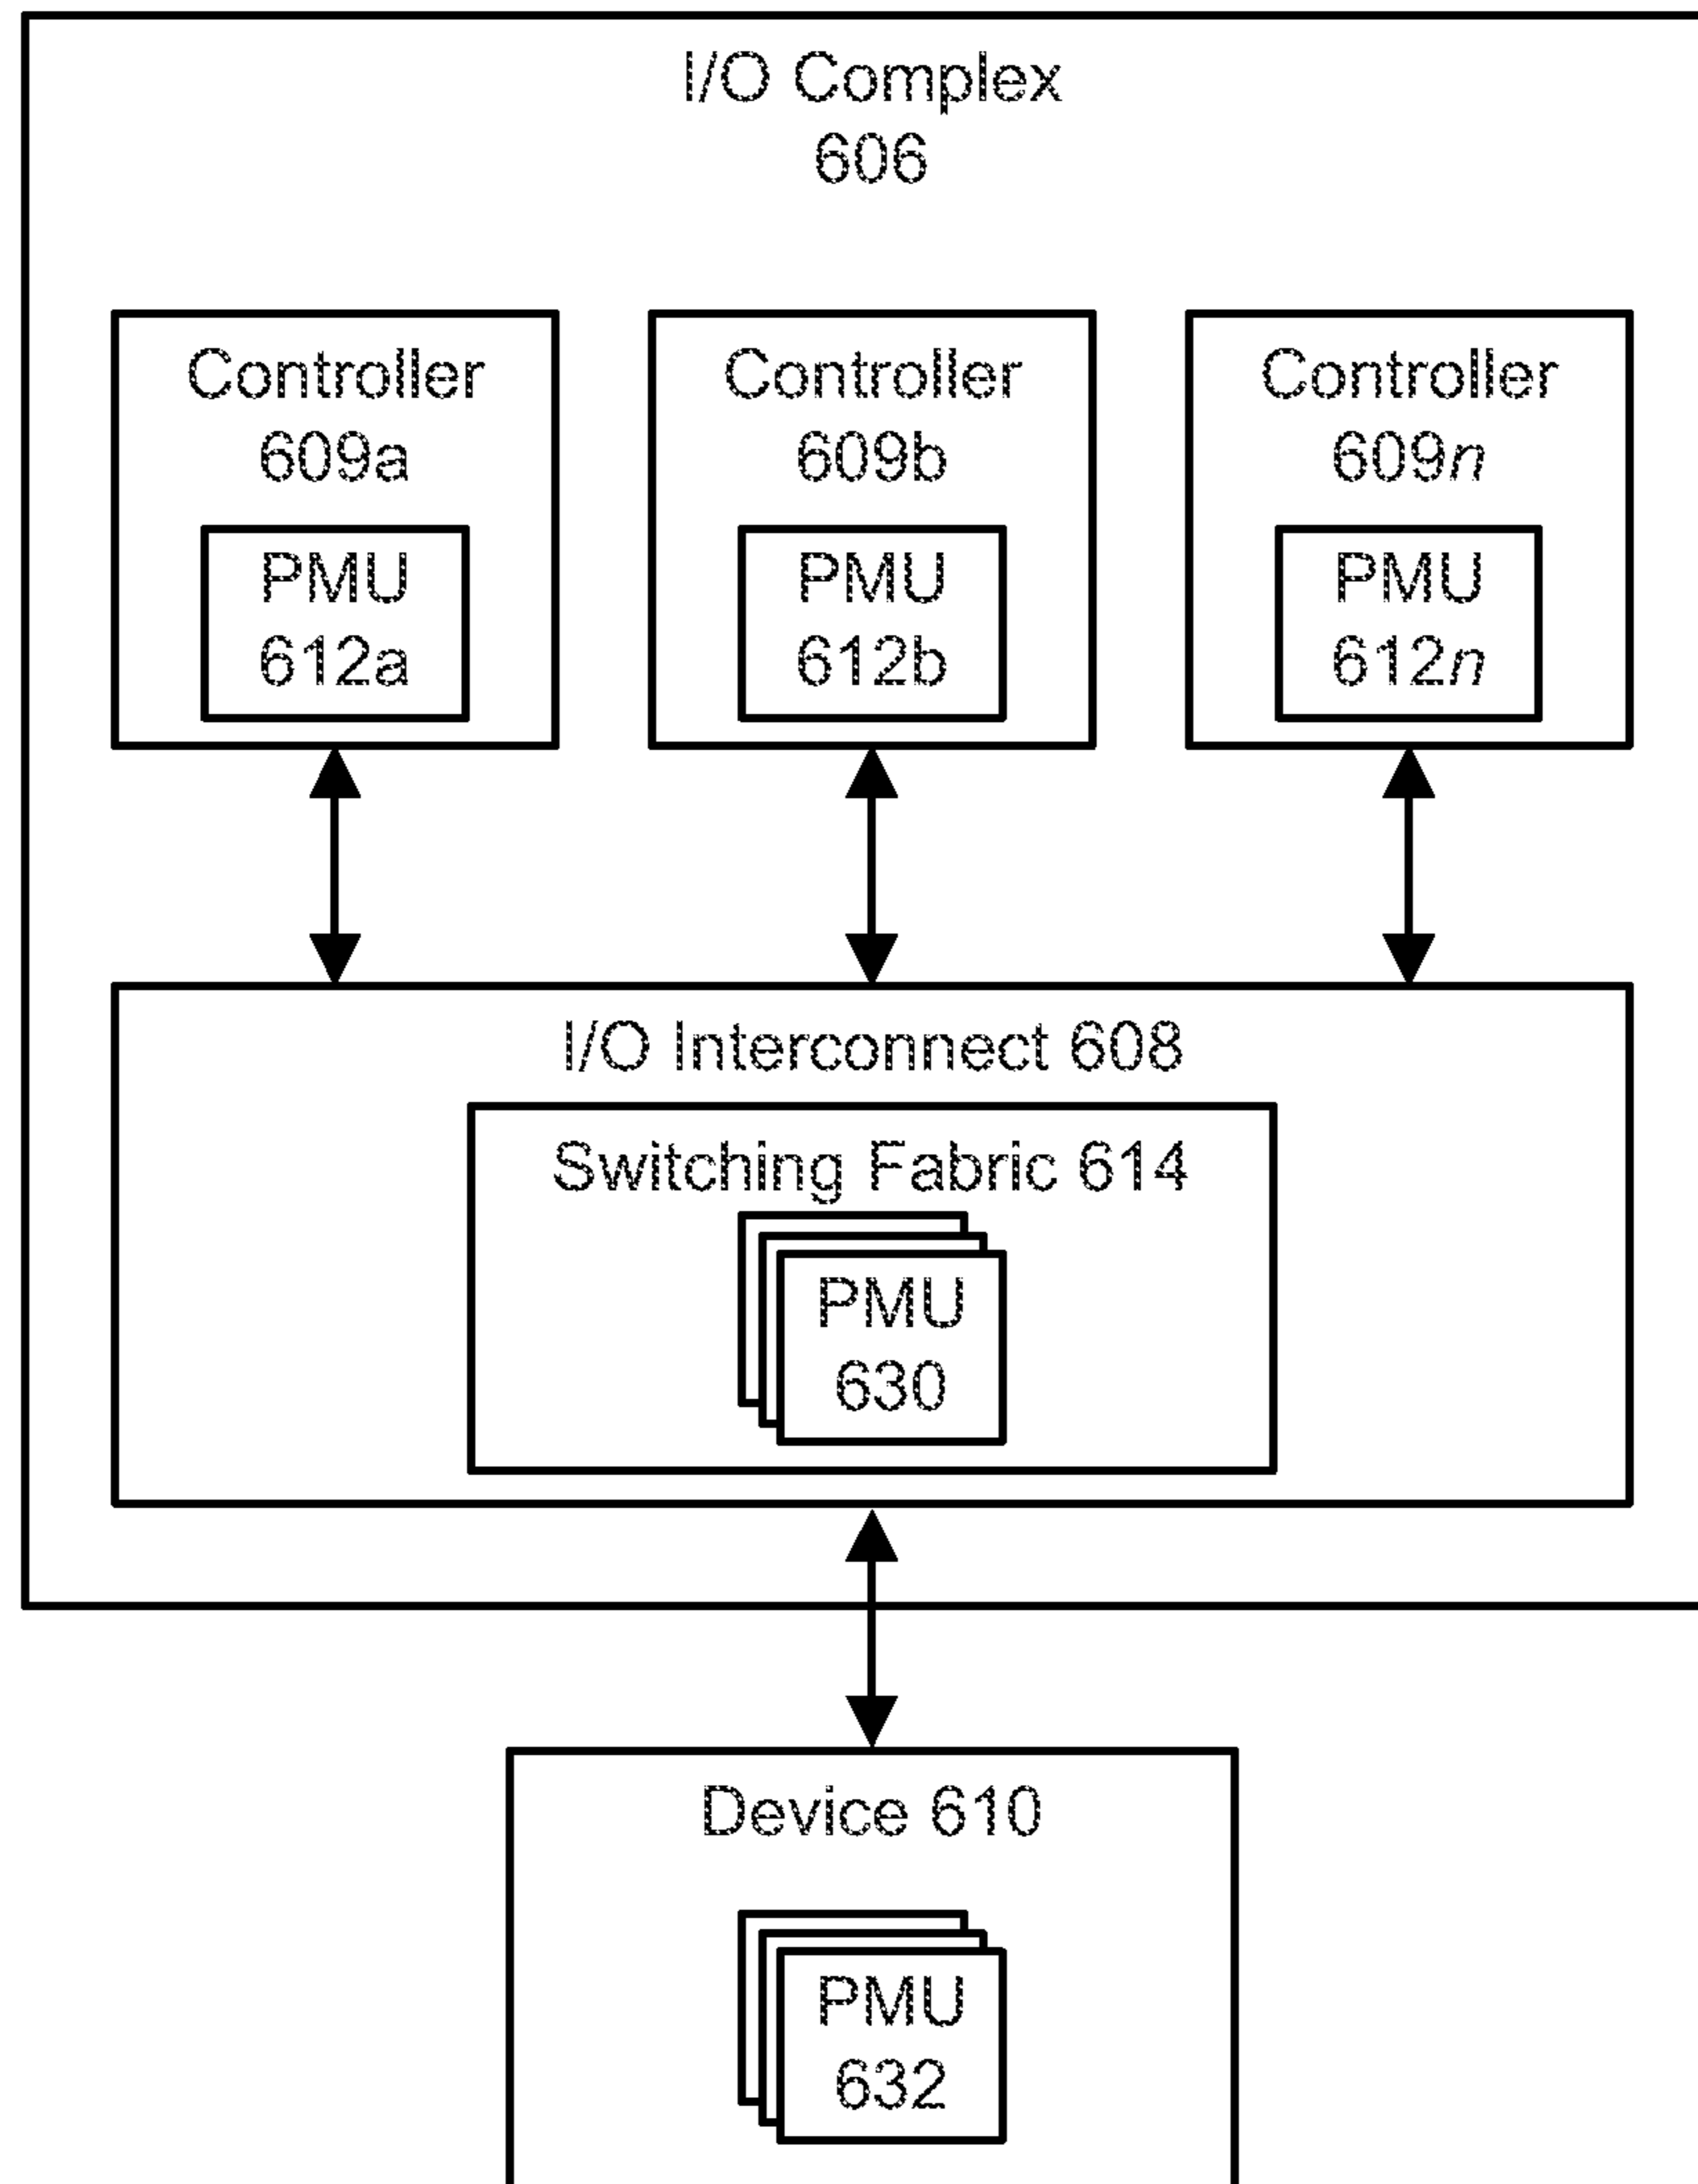 I/O Complex
606
Controller
609a
PMU
612a
Controller
609b
PMU
612b
Controller
609n
PMU
612n
I/O Interconnect 608
Switching Fabric 614
PMU
630
Device 610
PMU
632